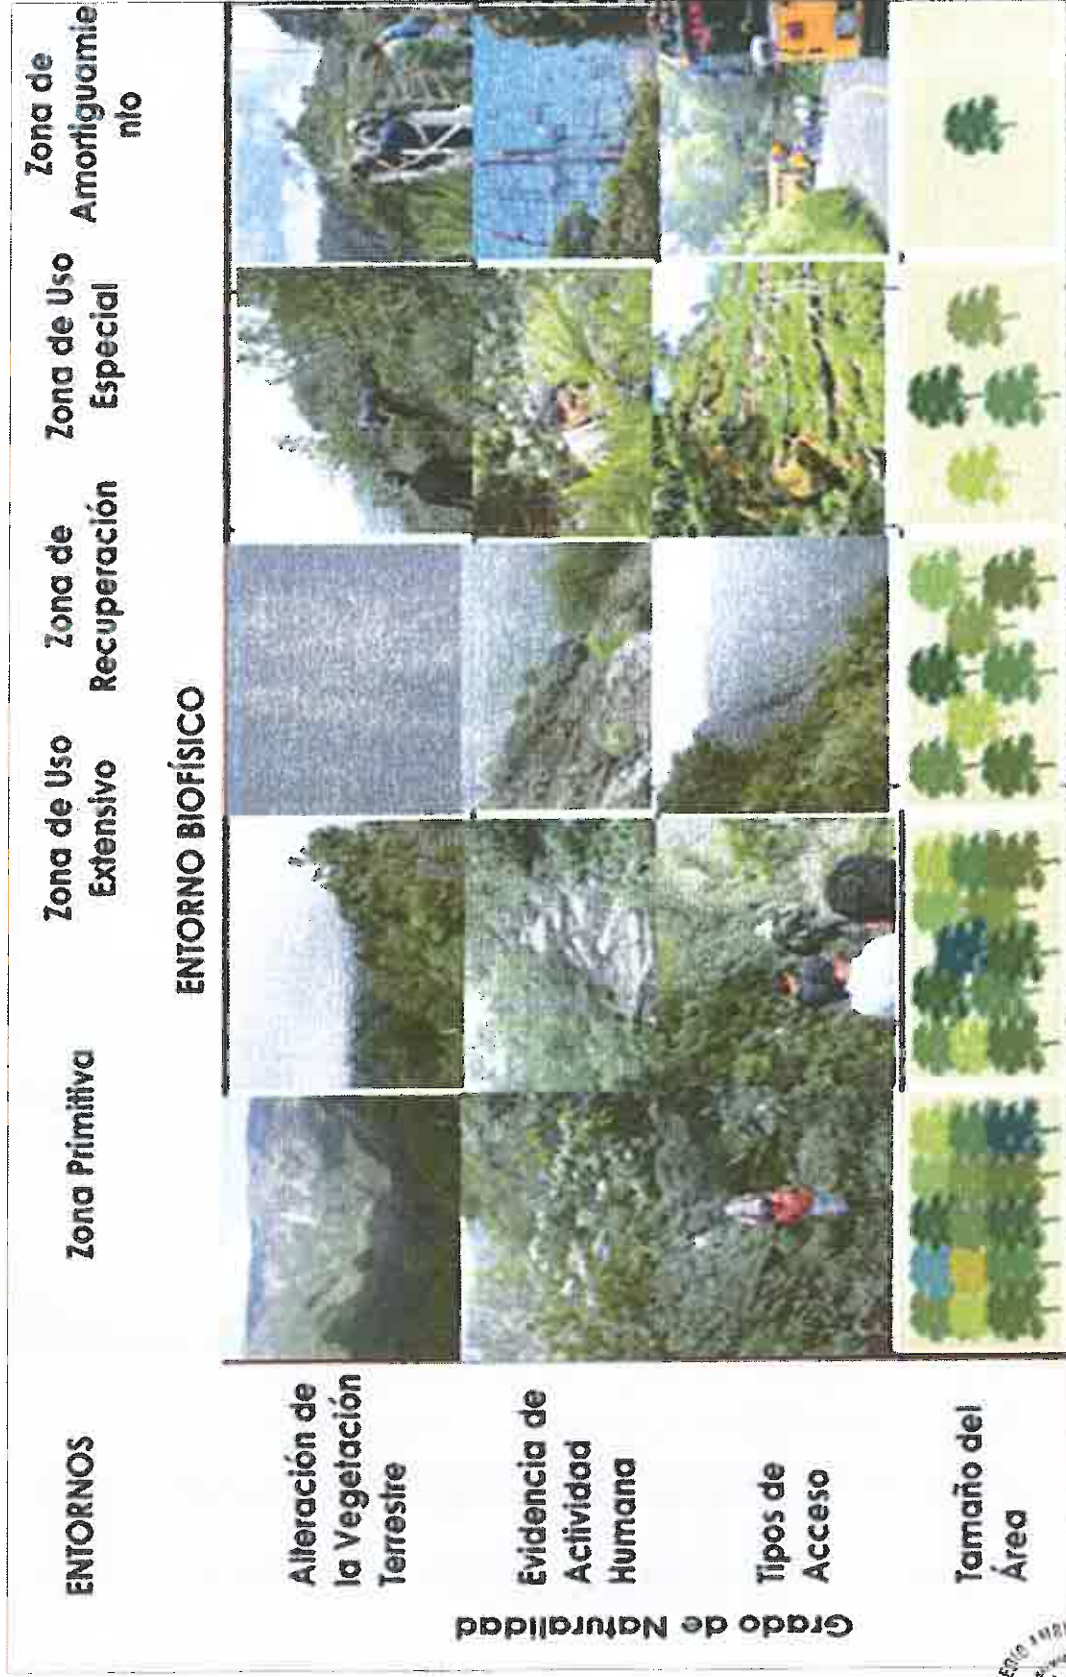 ENTORNOS
Zona Primitiva
Zona de Uso
Extensivo
Zona de
Recuperación
Zona de Uso
Especial
Zona de
Amortiguamie
nto
ENTORNO BIOFÍSICO
Grado de Naturalidad
Alteración de
la Vegetación
Terrestre
Evidencia de
Actividad
Humana
Tipos de
Acceso
Tamaño del
Área